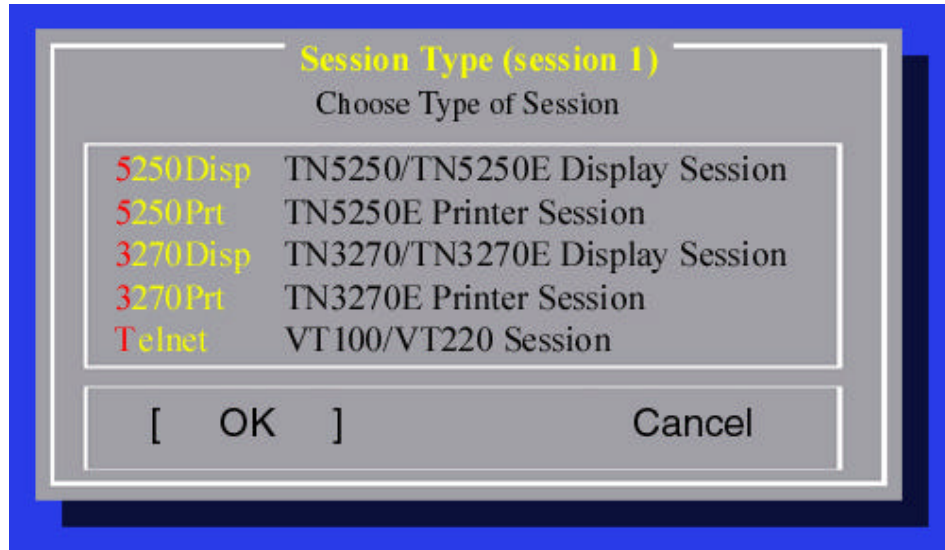 Session Type (session 1)
Choose Type of Session
5250Disp TN5250/TN5250E Display Session
5250Prt TN5250E Printer Session
3270Disp TN3270/TN3270E Display Session
3270Prt TN3270E Printer Session
Telnet VT100/VT220 Session
[ OK ] Cancel